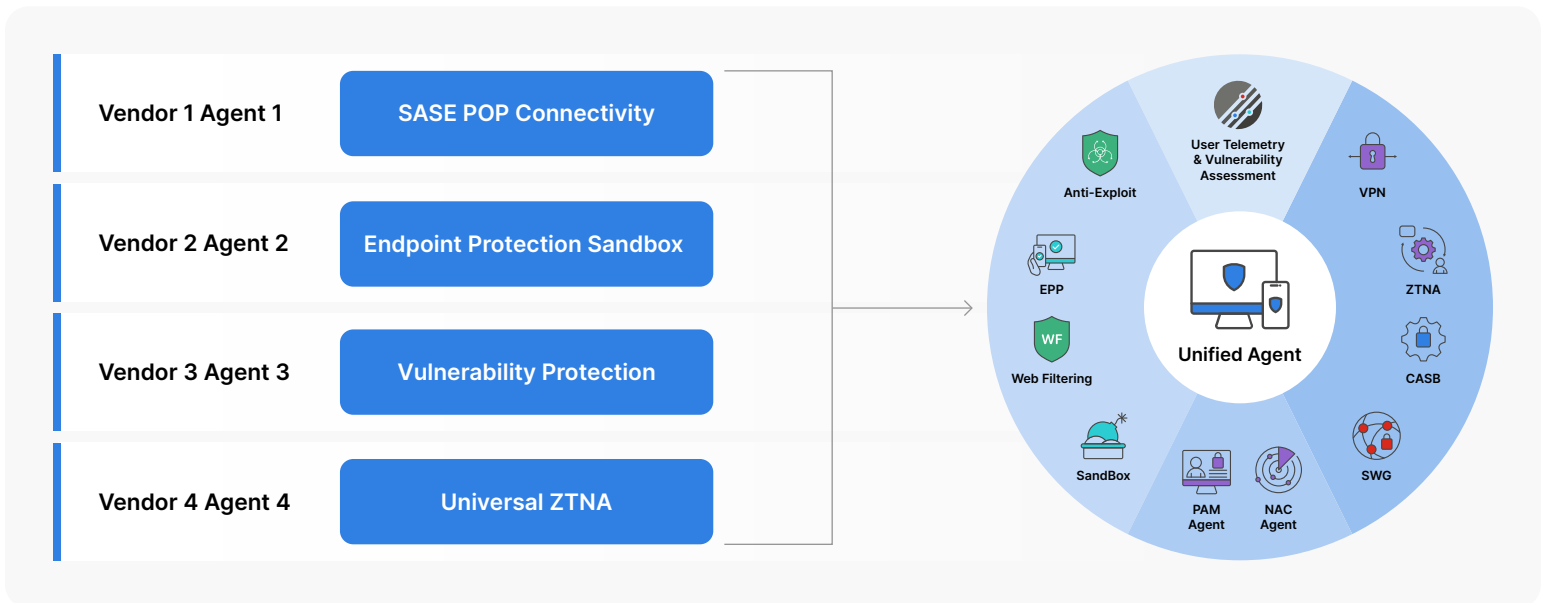 Vendor 1 Agent 1
SASE POP Connectivity
Vendor 2 Agent 2
Endpoint Protection Sandbox
Vendor 3 Agent 3
Vulnerability Protection
Vendor 4 Agent 4
Universal ZTNA
User Telemetry
& Vulnerability
Assessment
Anti-Exploit
VPN
EPP
ZTNA
WF
Web Filtering
CASB
Unified Agent
SandBox
SWG
PAM
Agent
NAC
Agent